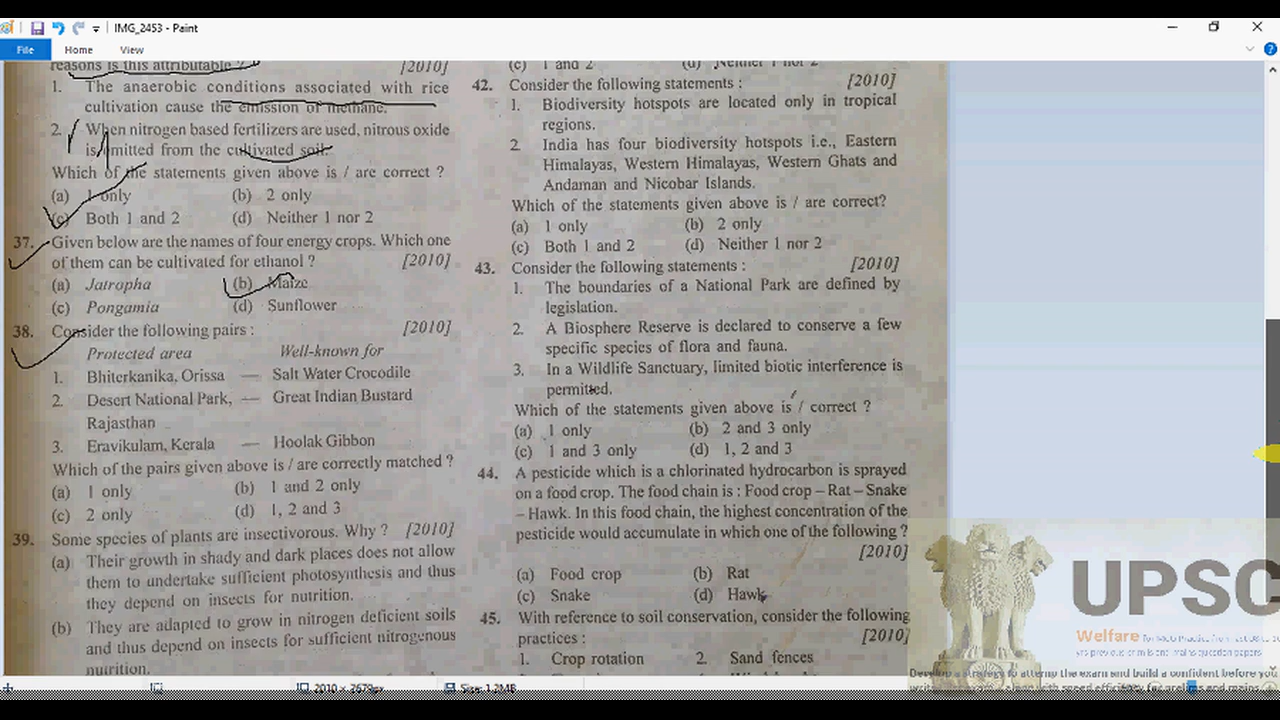 IMG_2453 - Paint
File Home View
reasons is this attributable ? [2010]
1. The anaerobic conditions associated with rice
cultivation cause the emission of methane.
2. When nitrogen based fertilizers are used, nitrous oxide
is emitted from the cultivated soil.
Which of the statements given above is / are correct ?
(a) 1 only (b) 2 only
(c) Both 1 and 2 (d) Neither 1 nor 2
37. Given below are the names of four energy crops. Which one
of them can be cultivated for ethanol ? [2010]
(a) Jatropha (b) Maize
(c) Pongamia (d) Sunflower
38. Consider the following pairs : [2010]
Protected area Well-known for
1. Bhiterkanika, Orissa — Salt Water Crocodile
2. Desert National Park, — Great Indian Bustard
Rajasthan
3. Eravikulam, Kerala — Hoolak Gibbon
Which of the pairs given above is / are correctly matched ?
(a) 1 only (b) 1 and 2 only
(c) 2 only (d) 1, 2 and 3
39. Some species of plants are insectivorous. Why ? [2010]
(a) Their growth in shady and dark places does not allow
them to undertake sufficient photosynthesis and thus
they depend on insects for nutrition.
(b) They are adapted to grow in nitrogen deficient soils
and thus depend on insects for sufficient nitrogenous
nutrition.
(c) 1 and 2 (d) Neither 1 nor 2
42. Consider the following statements : [2010]
1. Biodiversity hotspots are located only in tropical
regions.
2. India has four biodiversity hotspots i.e., Eastern
Himalayas, Western Himalayas, Western Ghats and
Andaman and Nicobar Islands.
Which of the statements given above is / are correct?
(a) 1 only (b) 2 only
(c) Both 1 and 2 (d) Neither 1 nor 2
43. Consider the following statements : [2010]
1. The boundaries of a National Park are defined by
legislation.
2. A Biosphere Reserve is declared to conserve a few
specific species of flora and fauna.
3. In a Wildlife Sanctuary, limited biotic interference is
permitted.
Which of the statements given above is / correct ?
(a) 1 only (b) 2 and 3 only
(c) 1 and 3 only (d) 1, 2 and 3
44. A pesticide which is a chlorinated hydrocarbon is sprayed
on a food crop. The food chain is : Food crop – Rat – Snake
– Hawk. In this food chain, the highest concentration of the
pesticide would accumulate in which one of the following ?
[2010]
(a) Food crop (b) Rat
(c) Snake (d) Hawk
45. With reference to soil conservation, consider the following
practices : [2010]
1. Crop rotation 2. Sand fences
UPSC
Welfare
Develop a strategy to attemp the exam and build a confident before you
2010 × 2679px Size: 1.2MB